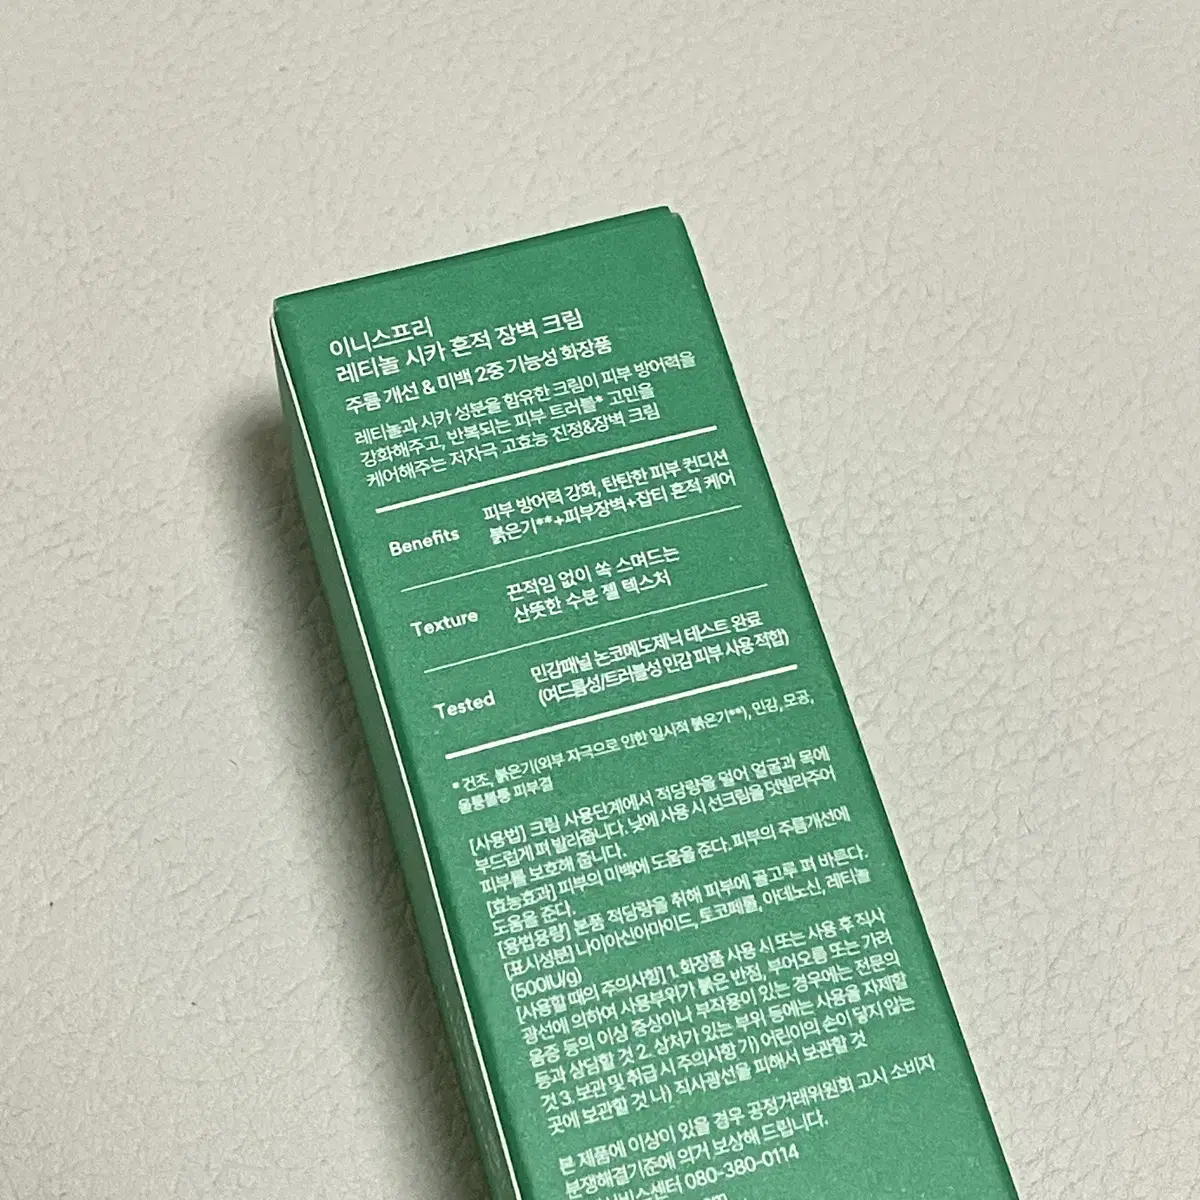 이니스프리
레티놀 시카 흔적 장벽 크림
주름 개선 & 미백 2중 기능성 화장품
레티놀과 시카 성분을 함유한 크림이 피부 방어력을
강화해주고, 반복되는 피부 트러블* 고민을
케어해주는 저자극 고효능 진정&장벽 크림
Benefits
피부 방어력 강화, 탄탄한 피부 컨디션
붉은기**+피부장벽+잡티 흔적 케어
Texture
끈적임 없이 쏙 스며드는
산뜻한 수분 젤 텍스처
Tested
민감패널 논코메도제닉 테스트 완료
(여드름성/트러블성 민감 피부 사용 적합)
* 건조, 붉은기(외부 자극으로 인한 일시적 붉은기**), 민감, 모공,
울퉁불퉁 피부결
[사용법] 크림 사용단계에서 적당량을 덜어 얼굴과 목에
부드럽게 펴 발라줍니다. 낮에 사용 시 선크림을 덧발라주어
피부를 보호해 줍니다.
[효능효과] 피부의 미백에 도움을 준다. 피부의 주름개선에
도움을 준다.
[용법용량] 본품 적당량을 취해 피부에 골고루 펴 바른다.
[표시성분] 나이아신아마이드, 토코페롤, 아데노신, 레티놀
(500IU/g)
[사용할 때의 주의사항] 1. 화장품 사용 시 또는 사용 후 직사
광선에 의하여 사용부위가 붉은 반점, 부어오름 또는 가려
움증 등의 이상 증상이나 부작용이 있는 경우에는 전문의
등과 상담할 것 2. 상처가 있는 부위 등에는 사용을 자제할
것 3. 보관 및 취급 시 주의사항 가) 어린이의 손이 닿지 않는
곳에 보관할 것 나) 직사광선을 피해서 보관할 것
본 제품에 이상이 있을 경우 공정거래위원회 고시 소비자
분쟁해결기준에 의거 보상해 드립니다.
서비스센터 080-380-0114